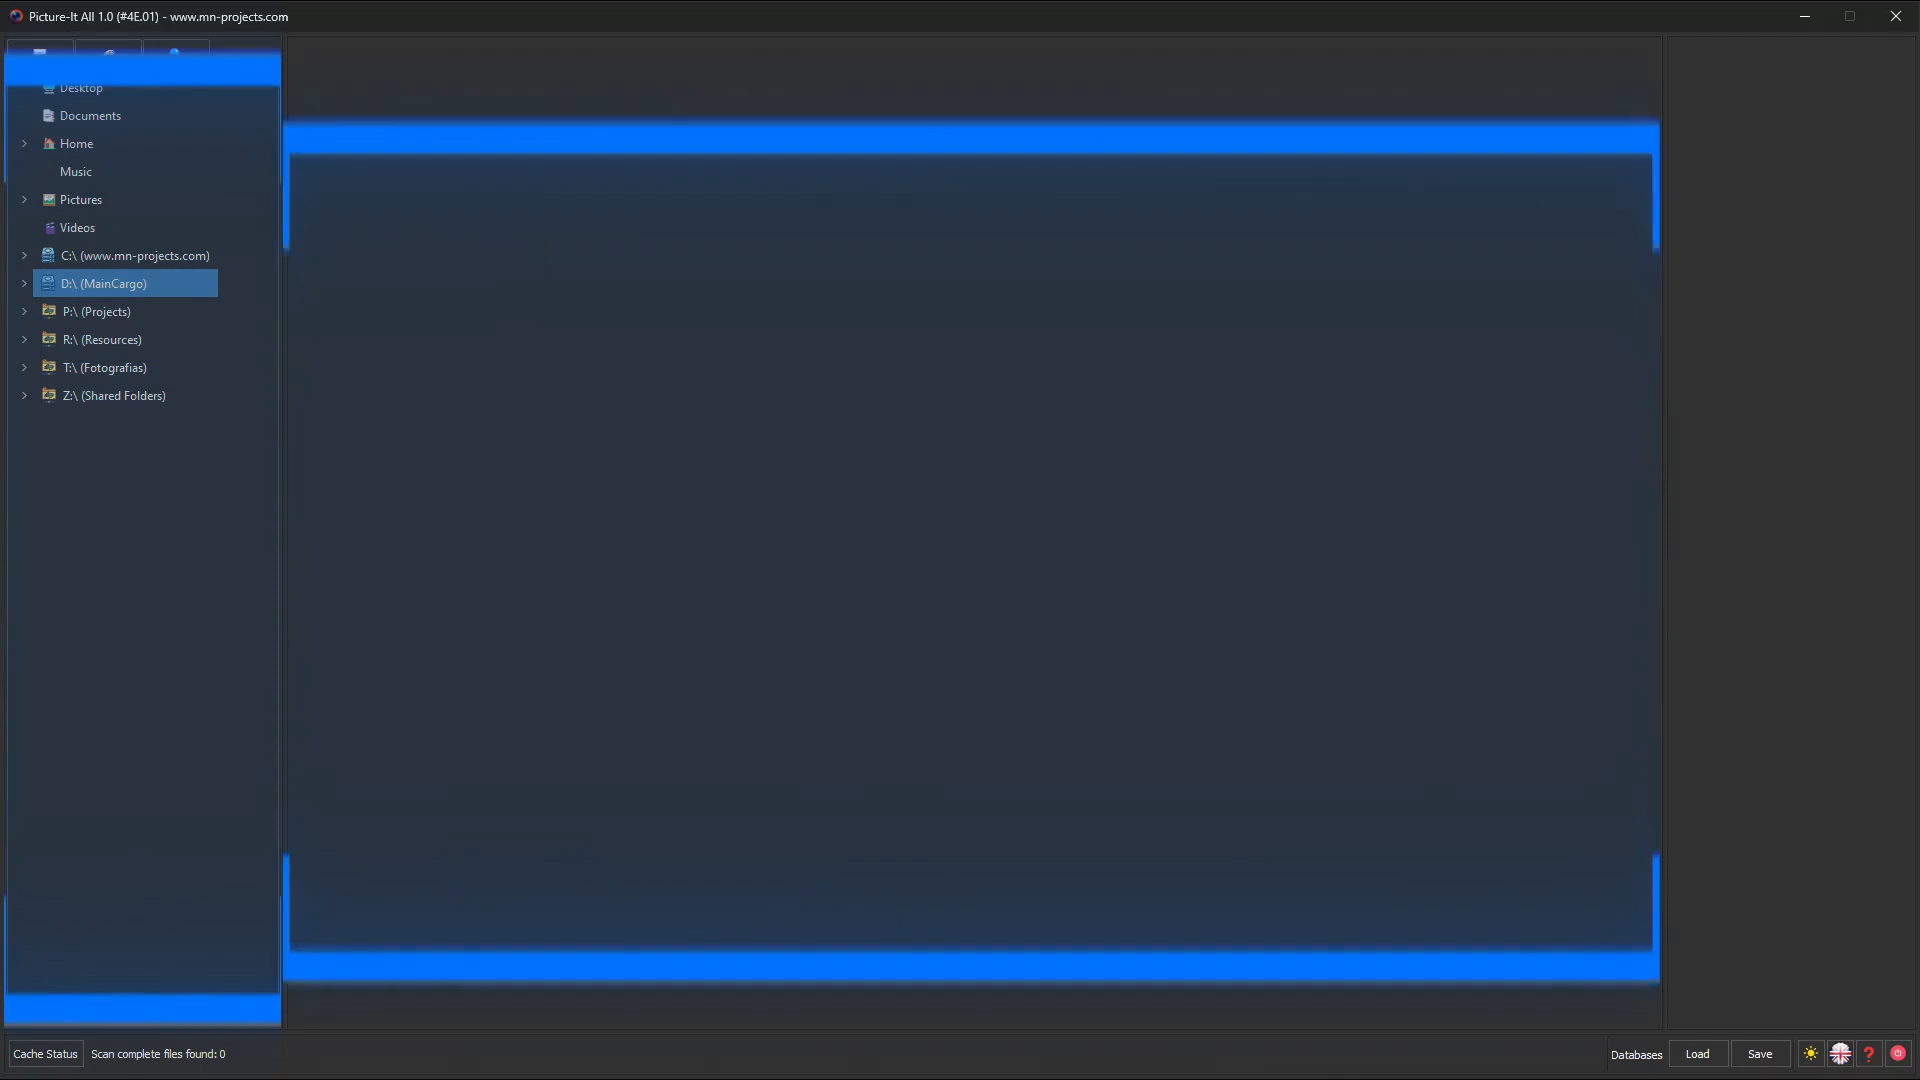 Picture-It All 1.0 (#4E.01) - www.mn-projects.com
Desktop
Documents
Home
Music
Pictures
Videos
C:\ (www.mn-projects.com)
D:\ (MainCargo)
P:\ (Projects)
R:\ (Resources)
T:\ (Fotografias)
Z:\ (Shared Folders)
Cache Status Scan complete files found: 0 Databases Load Save ?